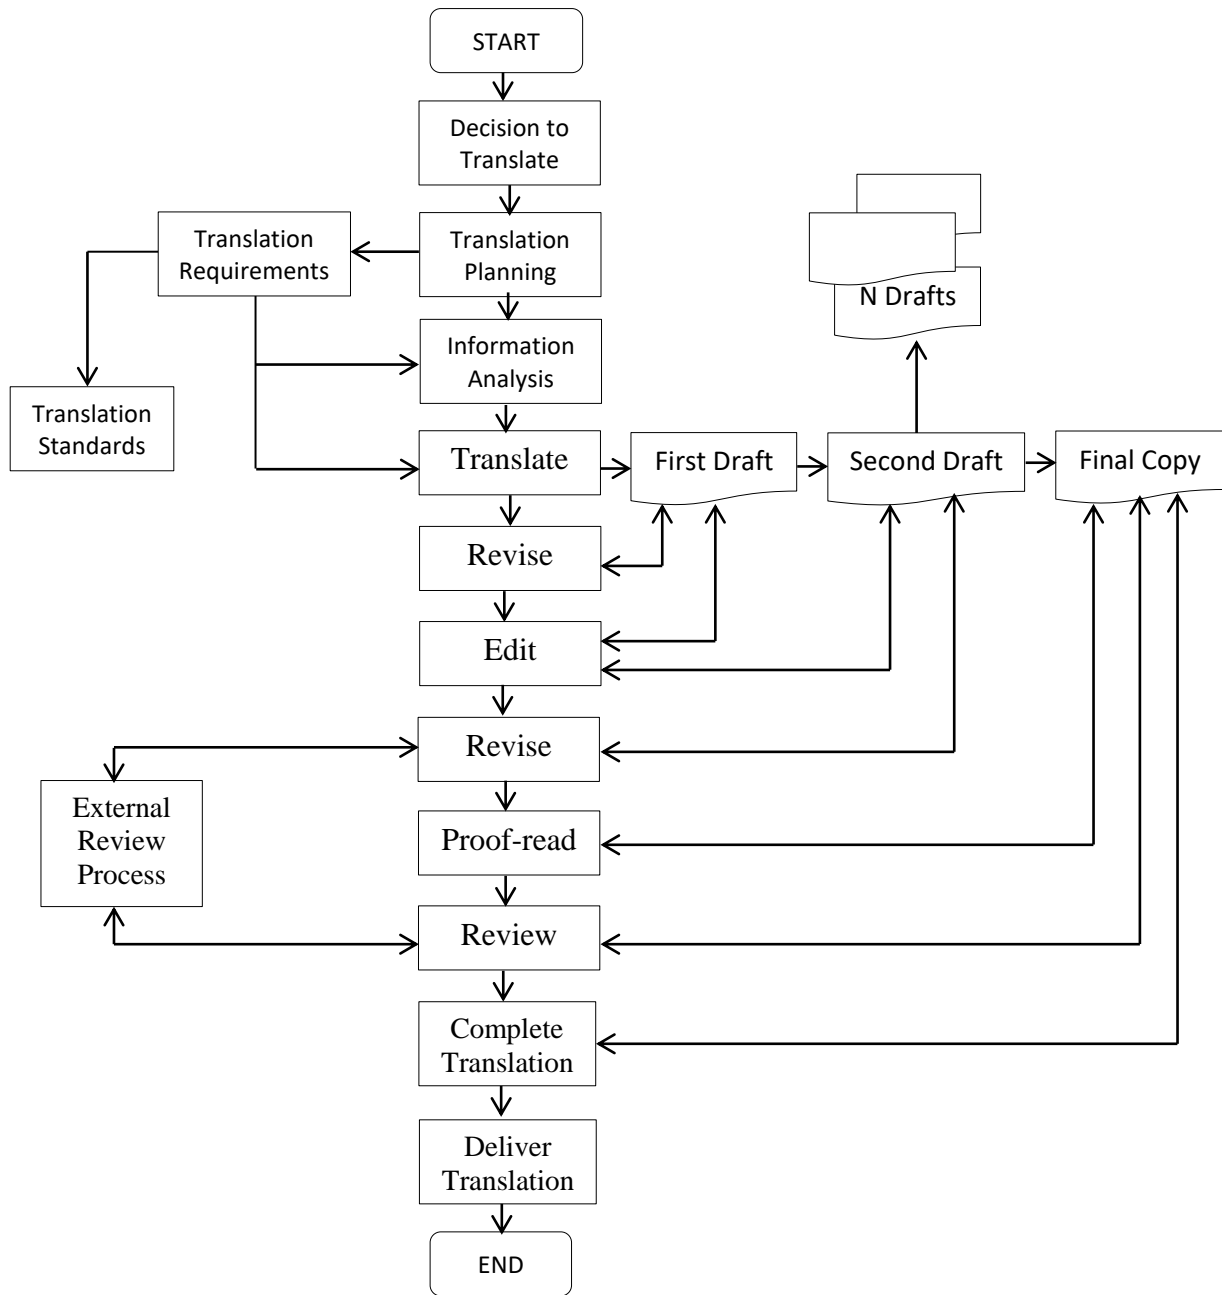 START
Decision to
Translate
Translation
Requirements
Translation
Planning
N Drafts
Information
Analysis
Translation
Standards
Translate
First Draft
Second Draft
Final Copy
Revise
Edit
Revise
External
Review
Process
Proof-read
Review
Complete
Translation
Deliver
Translation
END